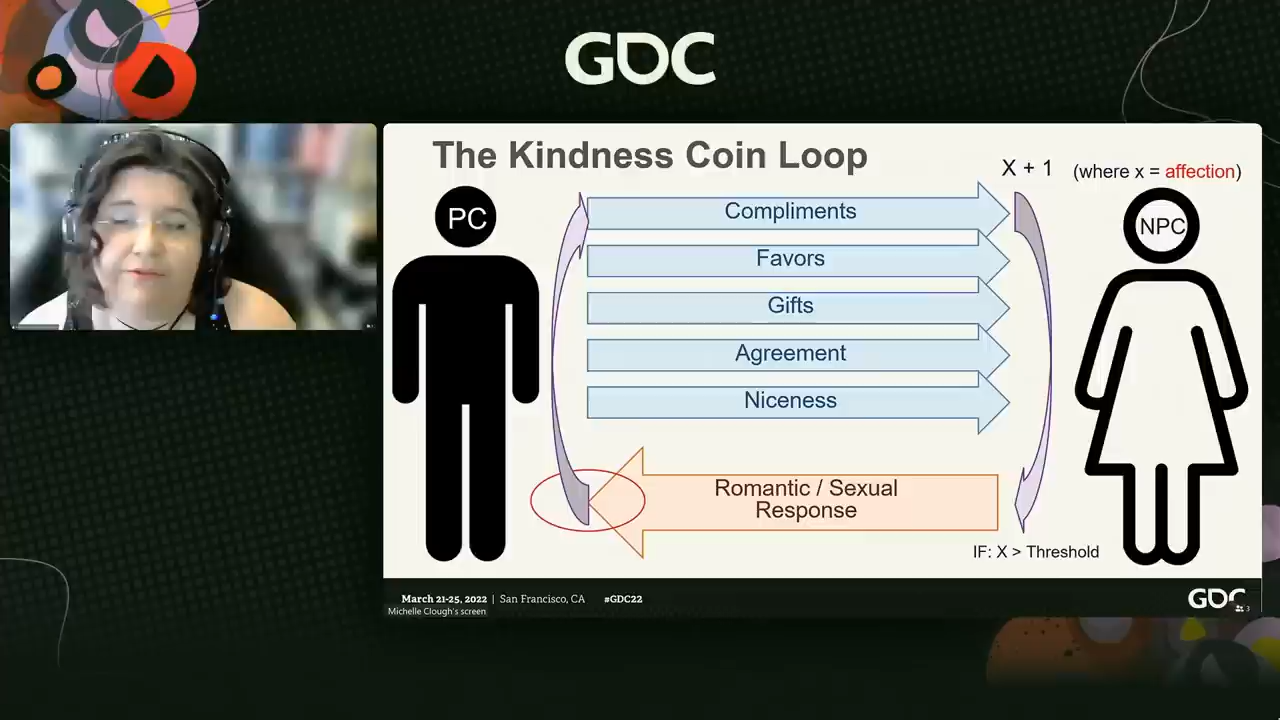 GDC
The Kindness Coin Loop
X + 1
(where x = affection)
PC
NPC
Compliments
Favors
Gifts
Agreement
Niceness
Romantic / Sexual
Response
IF: X > Threshold
March 21-25, 2022 | San Francisco, CA #GDC22
GDC
Michelle Clough's screen
3